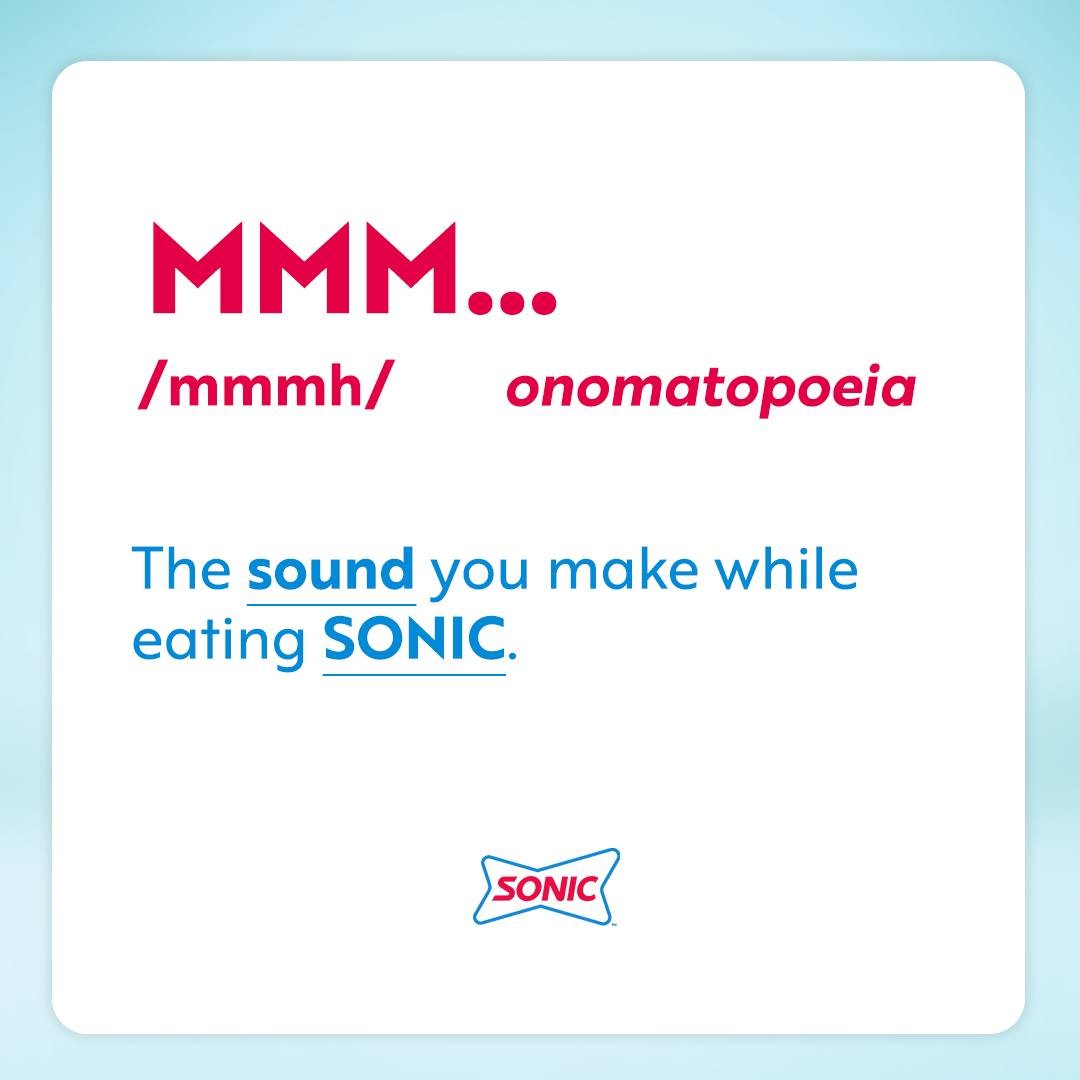 MMM...
/mmmh/ onomatopoeia
The sound you make while
eating SONIC.
SONIC